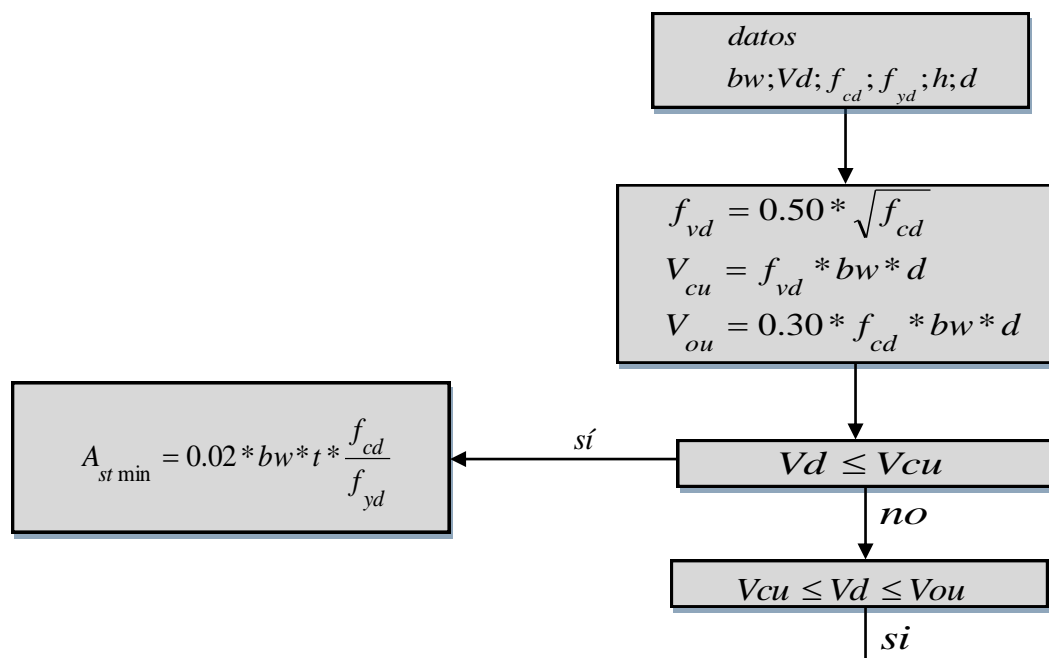 datos
bw;Vd; f_cd; f_yd; h; d
f_vd = 0.50 * √f_cd
V_cu = f_vd * bw * d
V_ou = 0.30 * f_cd * bw * d
A_st min = 0.02 * bw * t * f_cd / f_yd
sí
Vd ≤ Vcu
no
Vcu ≤ Vd ≤ Vou
si